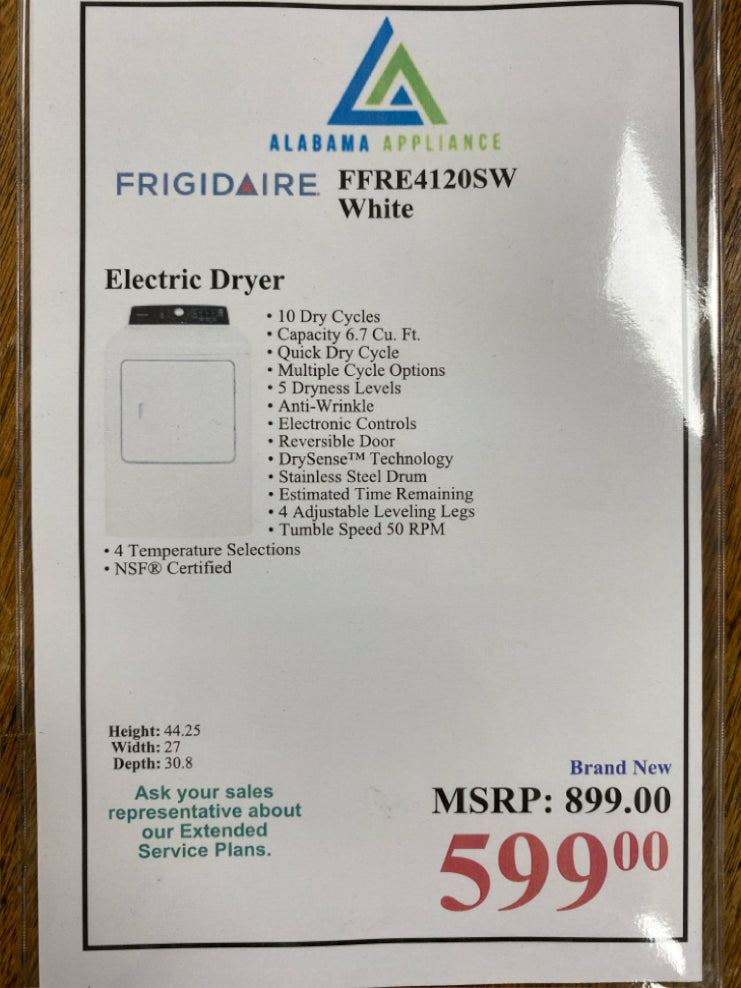 ALABAMA APPLIANCE
FRIGIDAIRE FFRE4120SW
White
Electric Dryer
• 10 Dry Cycles
• Capacity 6.7 Cu. Ft.
• Quick Dry Cycle
• Multiple Cycle Options
• 5 Dryness Levels
• Anti-Wrinkle
• Electronic Controls
• Reversible Door
• DrySense™ Technology
• Stainless Steel Drum
• Estimated Time Remaining
• 4 Adjustable Leveling Legs
• Tumble Speed 50 RPM
• 4 Temperature Selections
• NSF® Certified
Height: 44.25
Width: 27
Depth: 30.8
Ask your sales
representative about
our Extended
Service Plans.
Brand New
MSRP: 899.00
59900